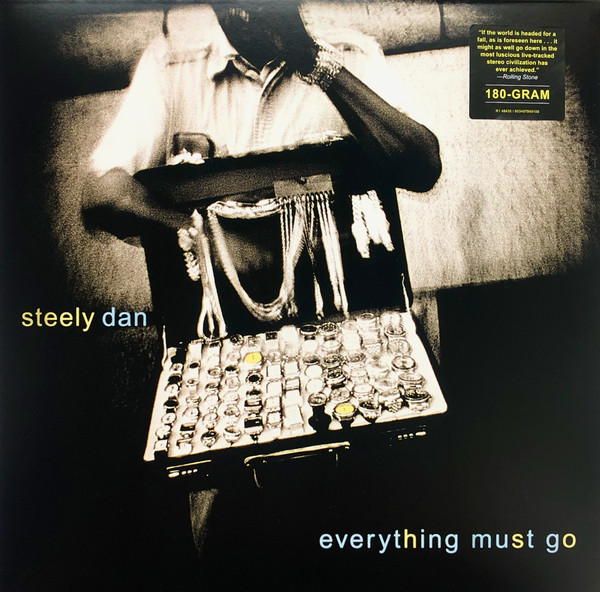 "If the world is headed for a
fall, as is foreseen here . . . it
might as well go down in the
most luscious live-tracked
stereo civilization has
ever achieved."
—Rolling Stone
180-GRAM
steely dan
everything must go